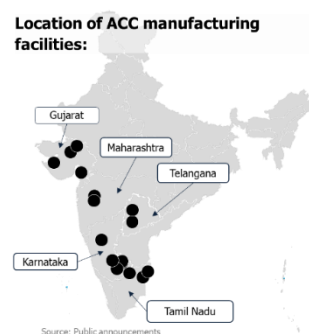 Location of ACC manufacturing
facilities:
Gujarat
Maharashtra
Telangana
Karnataka
Tamil Nadu
Source: Public announcements